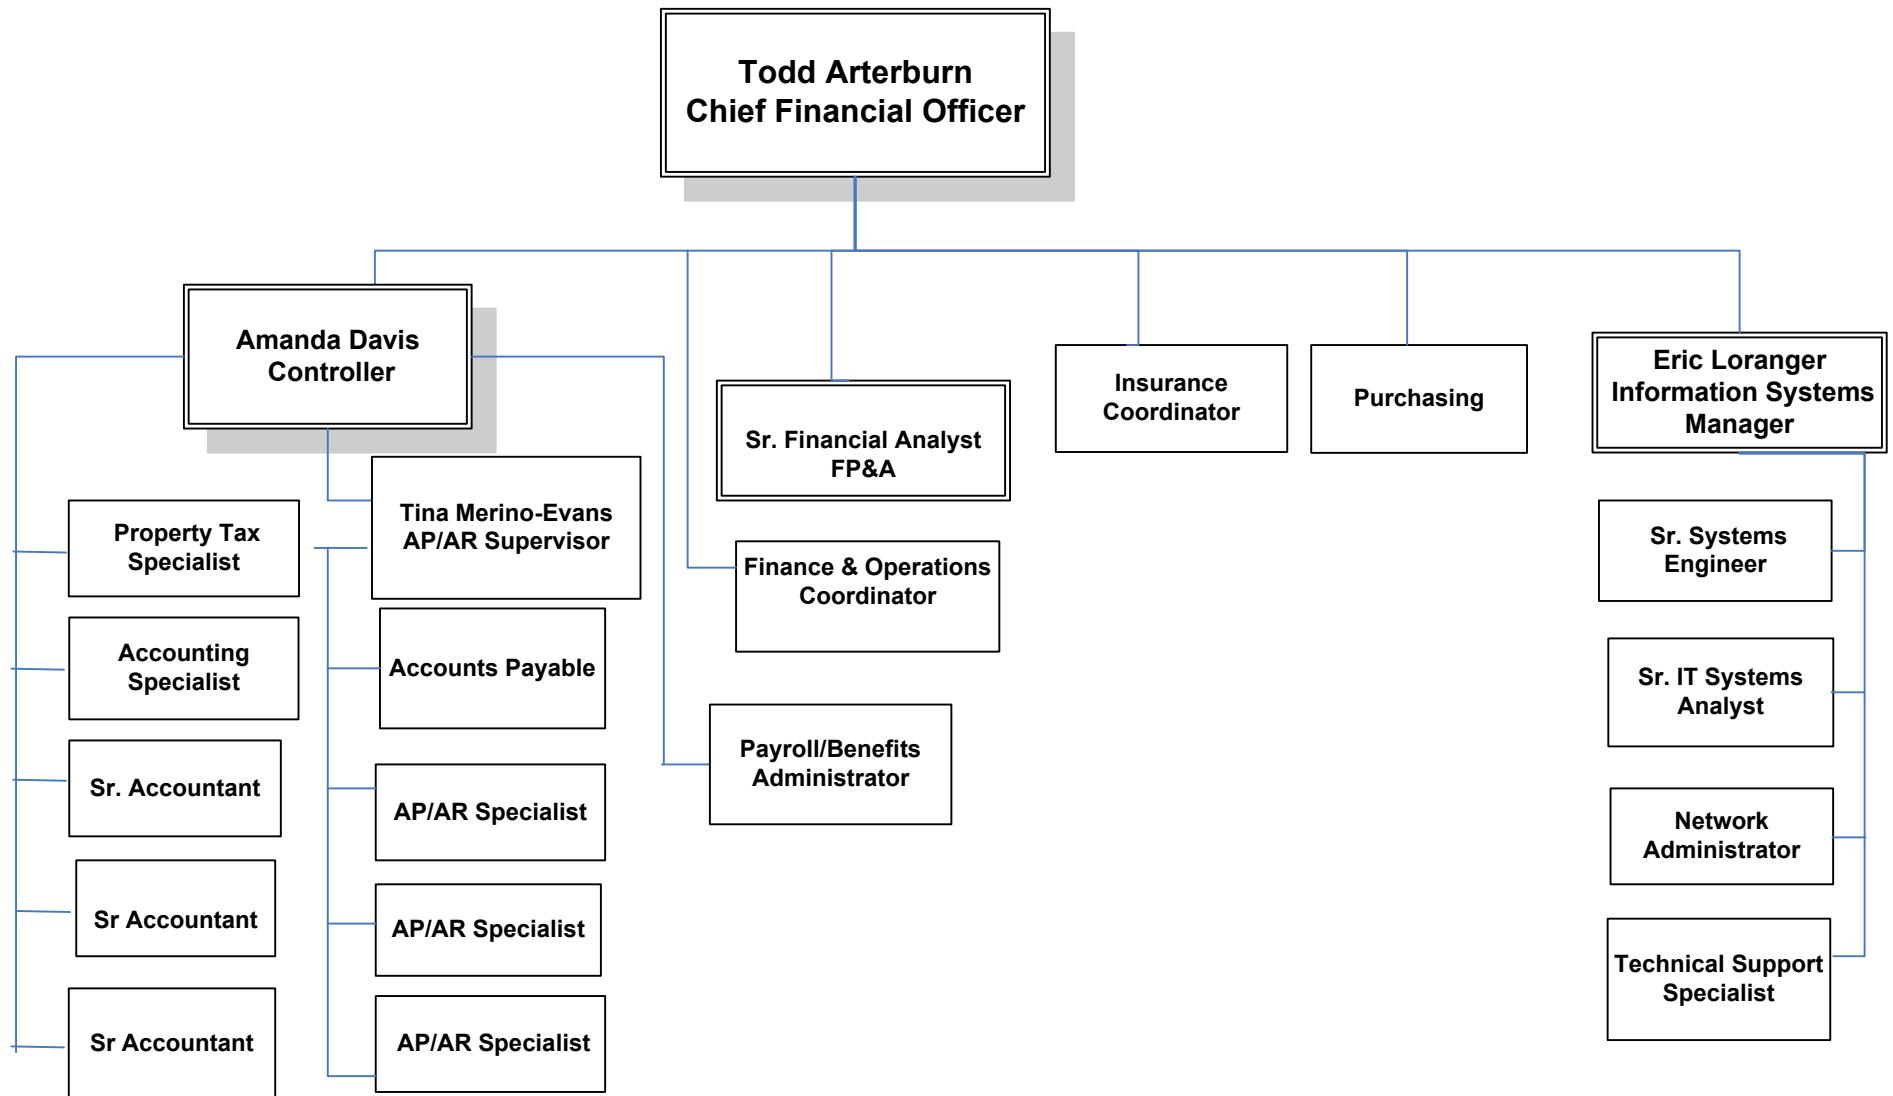 Todd Arterburn
Chief Financial Officer
Amanda Davis
Controller
Sr. Financial Analyst
FP&A
Insurance
Coordinator
Purchasing
Eric Loranger
Information Systems
Manager
Property Tax
Specialist
Tina Merino-Evans
AP/AR Supervisor
Finance & Operations
Coordinator
Sr. Systems
Engineer
Accounting
Specialist
Accounts Payable
Sr. IT Systems
Analyst
Sr. Accountant
AP/AR Specialist
Payroll/Benefits
Administrator
Network
Administrator
Sr Accountant
AP/AR Specialist
Technical Support
Specialist
Sr Accountant
AP/AR Specialist